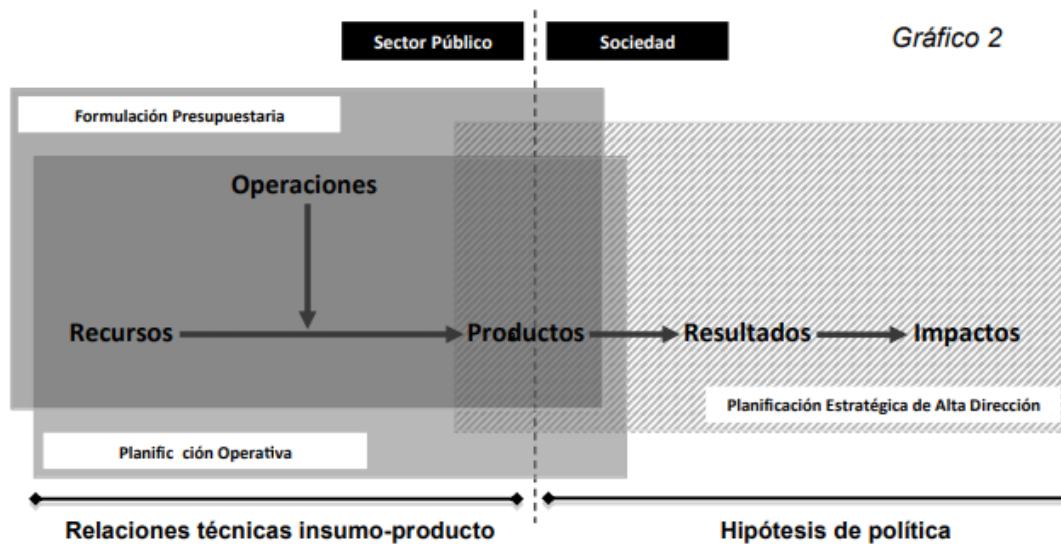 Sector Público
Sociedad
Gráfico 2
Formulación Presupuestaria
Operaciones
Recursos
Productos
Resultados
Impactos
Planificación Estratégica de Alta Dirección
Planific ción Operativa
Relaciones técnicas insumo-producto
Hipótesis de política